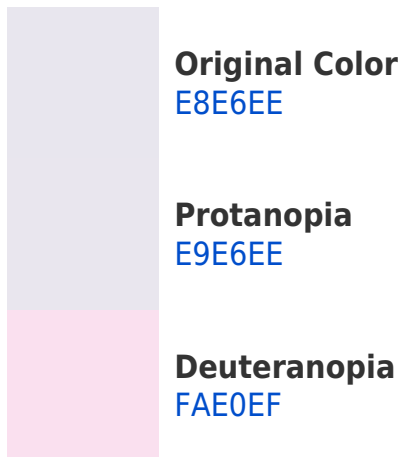 Original Color
E8E6EE
Protanopia
E9E6EE
Deuteranopia
FAE0EF